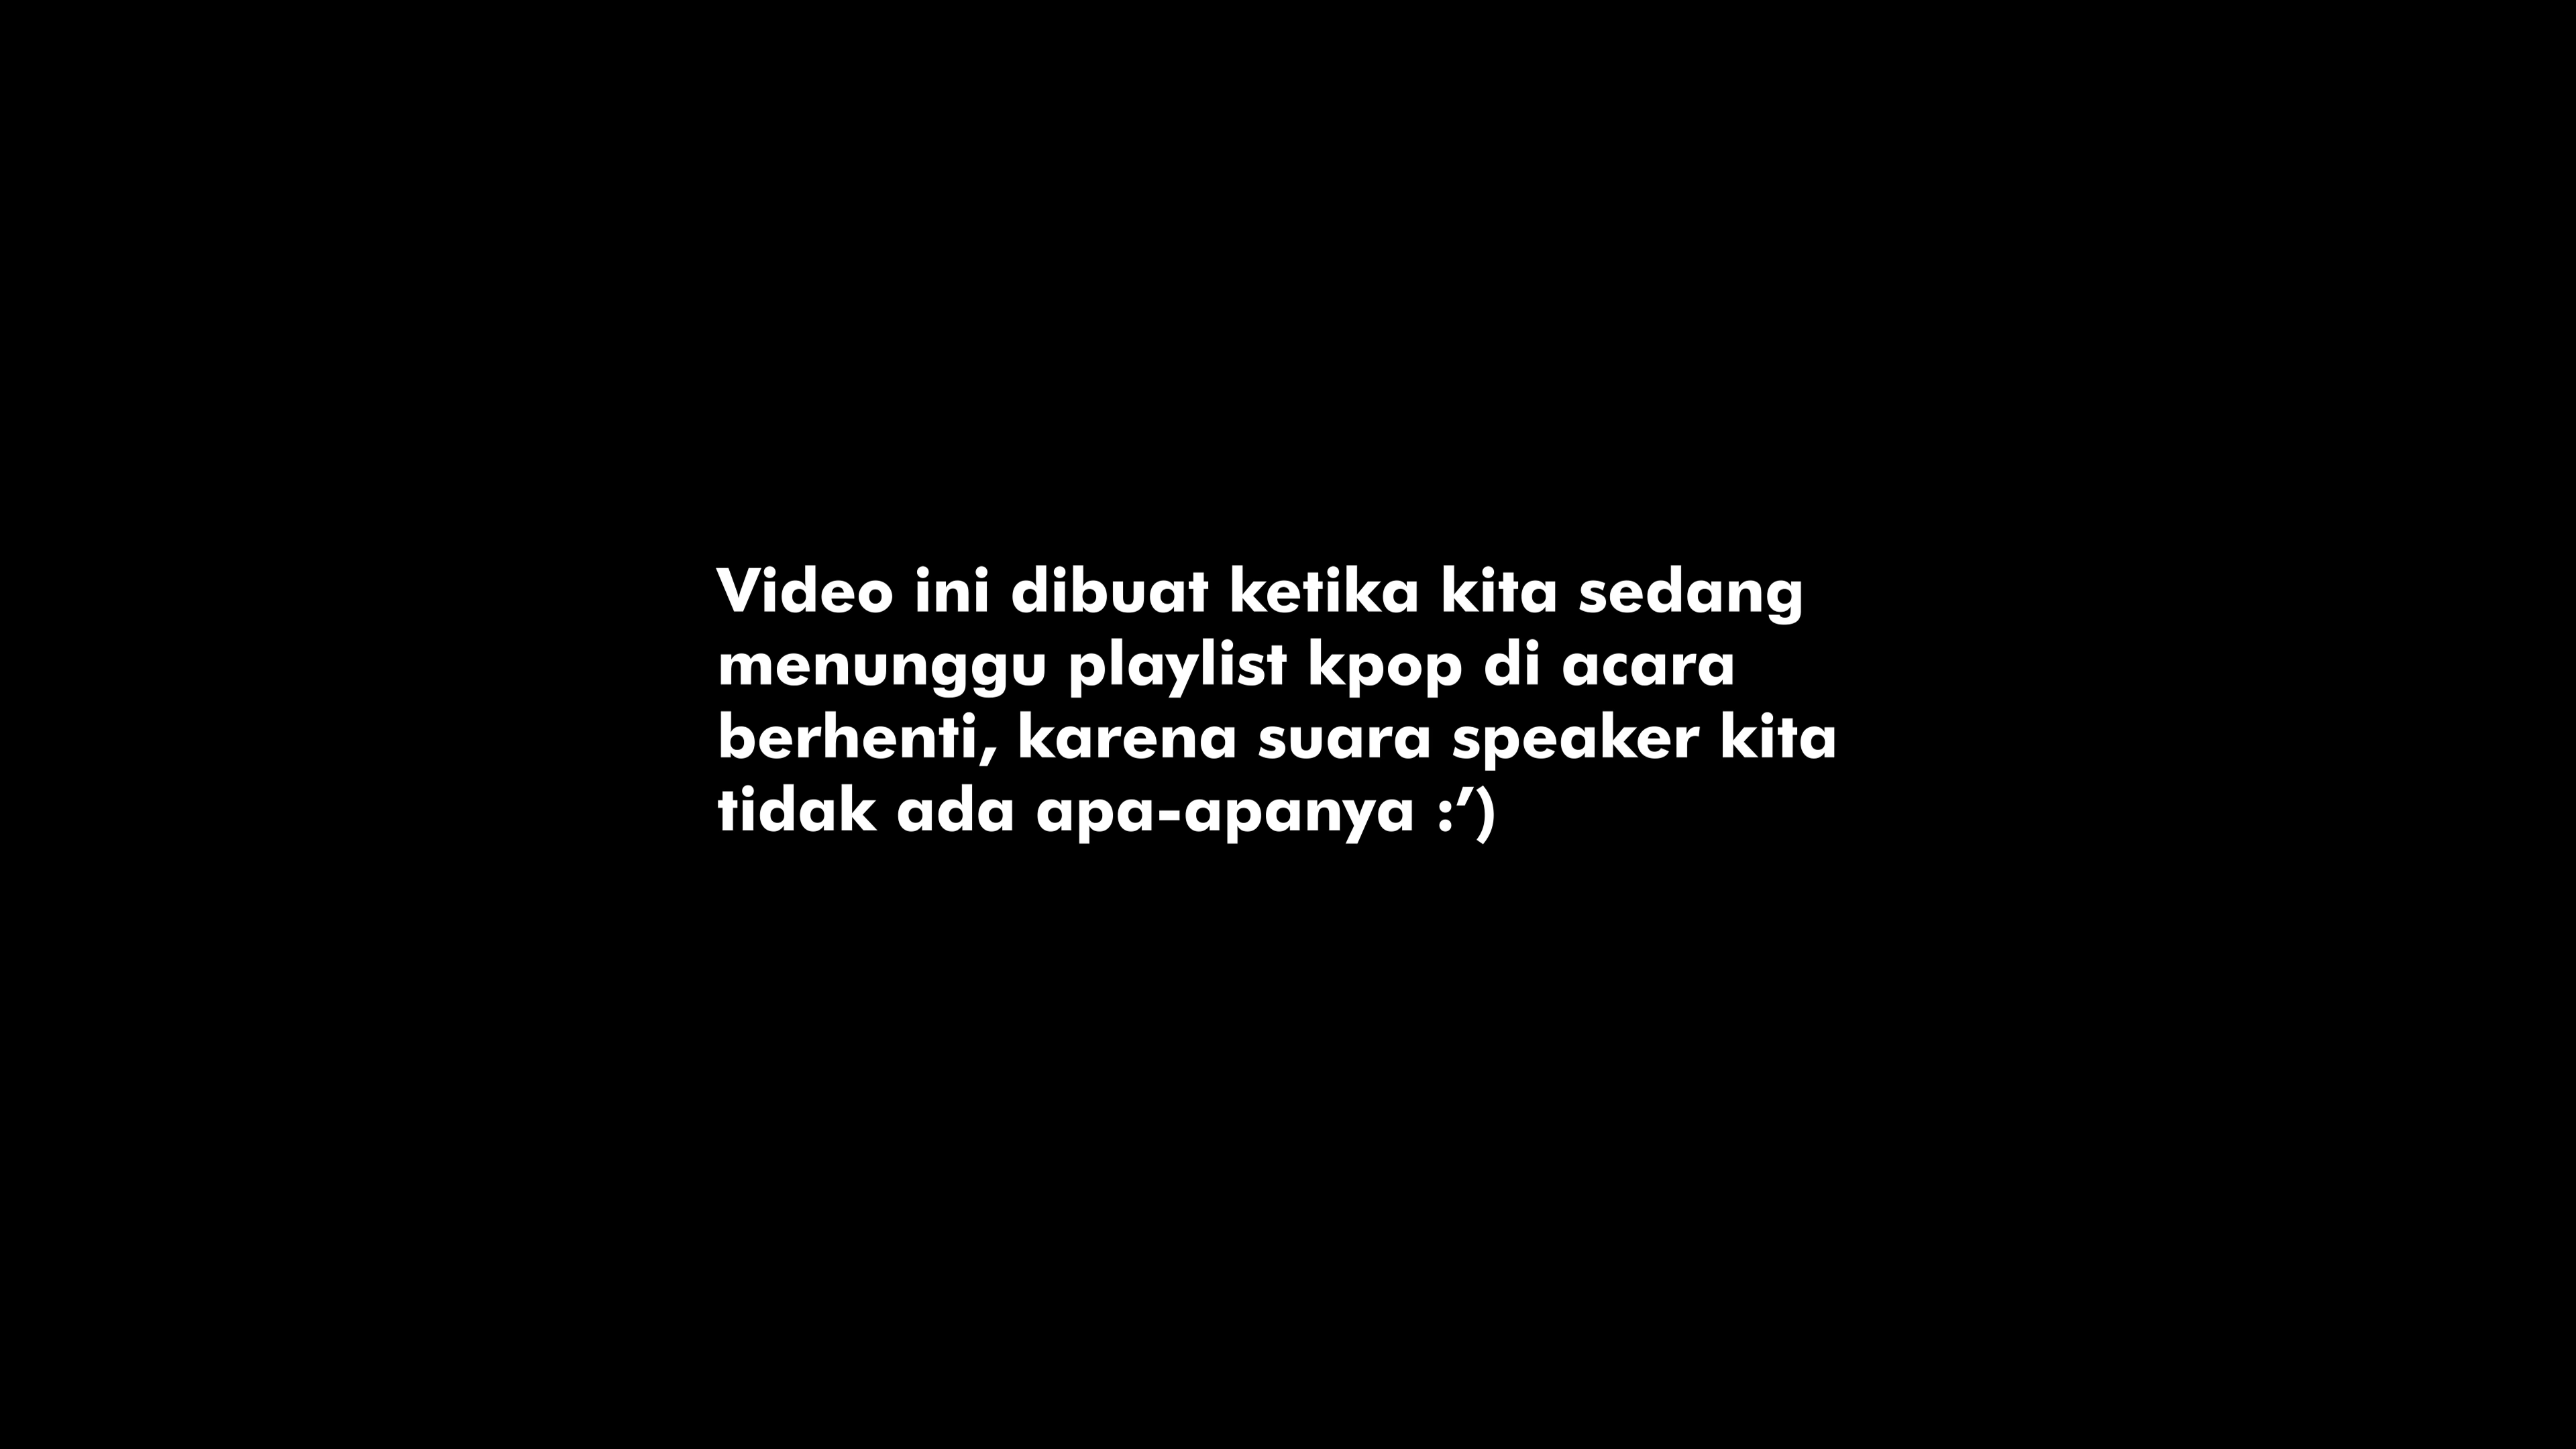 Video ini dibuat ketika kita sedang
menunggu playlist kpop di acara
berhenti, karena suara speaker kita
tidak ada apa-apanya :’)